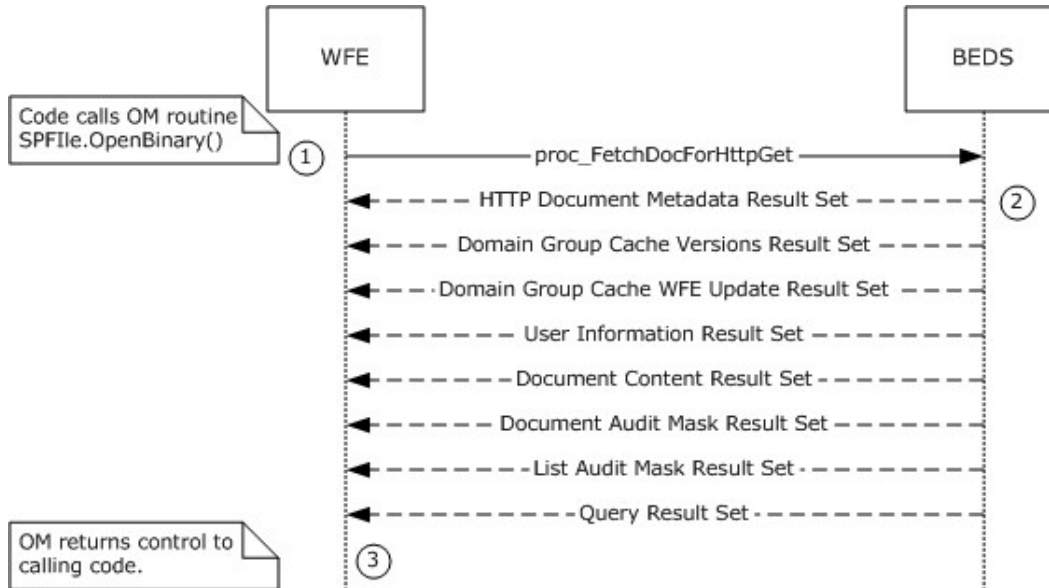 WFE
BEDS
Code calls OM routine
SPFIle.OpenBinary()
1
proc_FetchDocForHttpGet
HTTP Document Metadata Result Set
2
Domain Group Cache Versions Result Set
Domain Group Cache WFE Update Result Set
User Information Result Set
Document Content Result Set
Document Audit Mask Result Set
List Audit Mask Result Set
Query Result Set
OM returns control to
calling code.
3